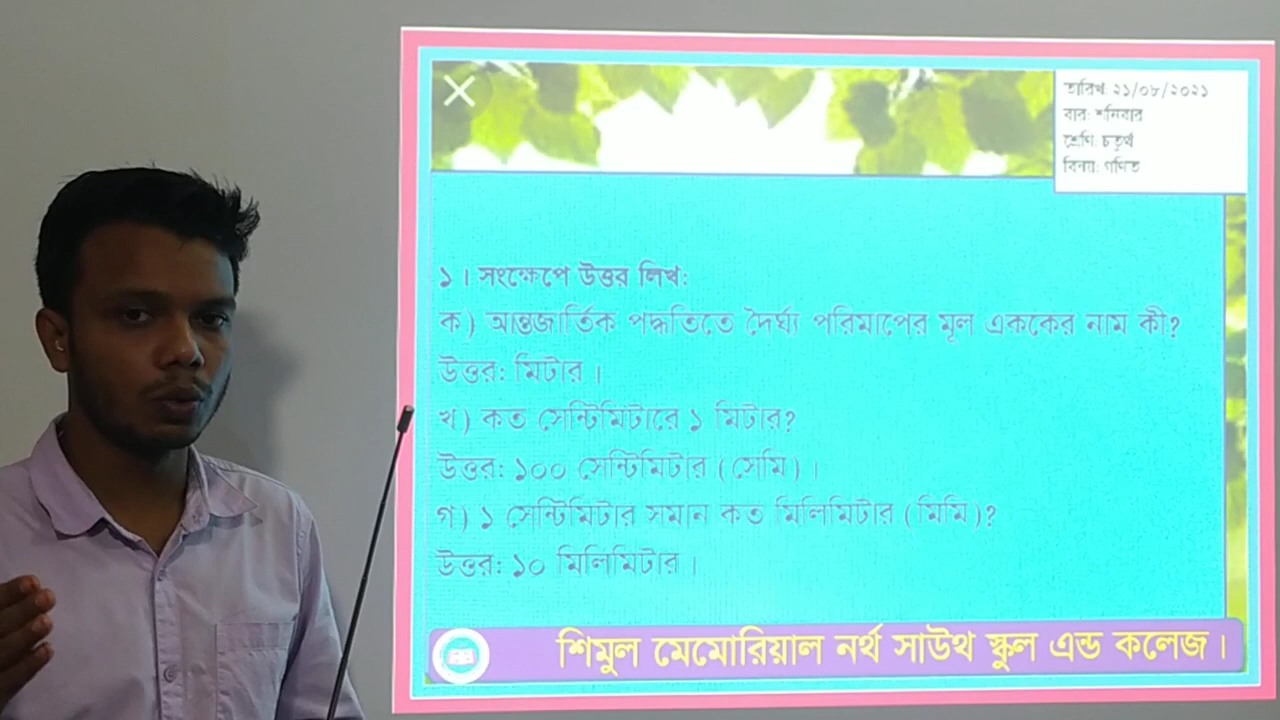 তারিখ: ২১/০৮/২০২১
বার: শনিবার
শ্রেণি: চতুর্থ
বিষয়: গণিত
১। সংক্ষেপে উত্তর লিখ:
ক) আন্তজার্তিক পদ্ধতিতে দৈর্ঘ্য পরিমাপের মূল এককের নাম কী?
উত্তর: মিটার।
খ) কত সেন্টিমিটারে ১ মিটার?
উত্তর: ১০০ সেন্টিমিটার (সেমি)।
গ) ১ সেন্টিমিটার সমান কত মিলিমিটার (মিমি)?
উত্তর: ১০ মিলিমিটার।
শিমুল মেমোরিয়াল নর্থ সাউথ স্কুল এন্ড কলেজ।